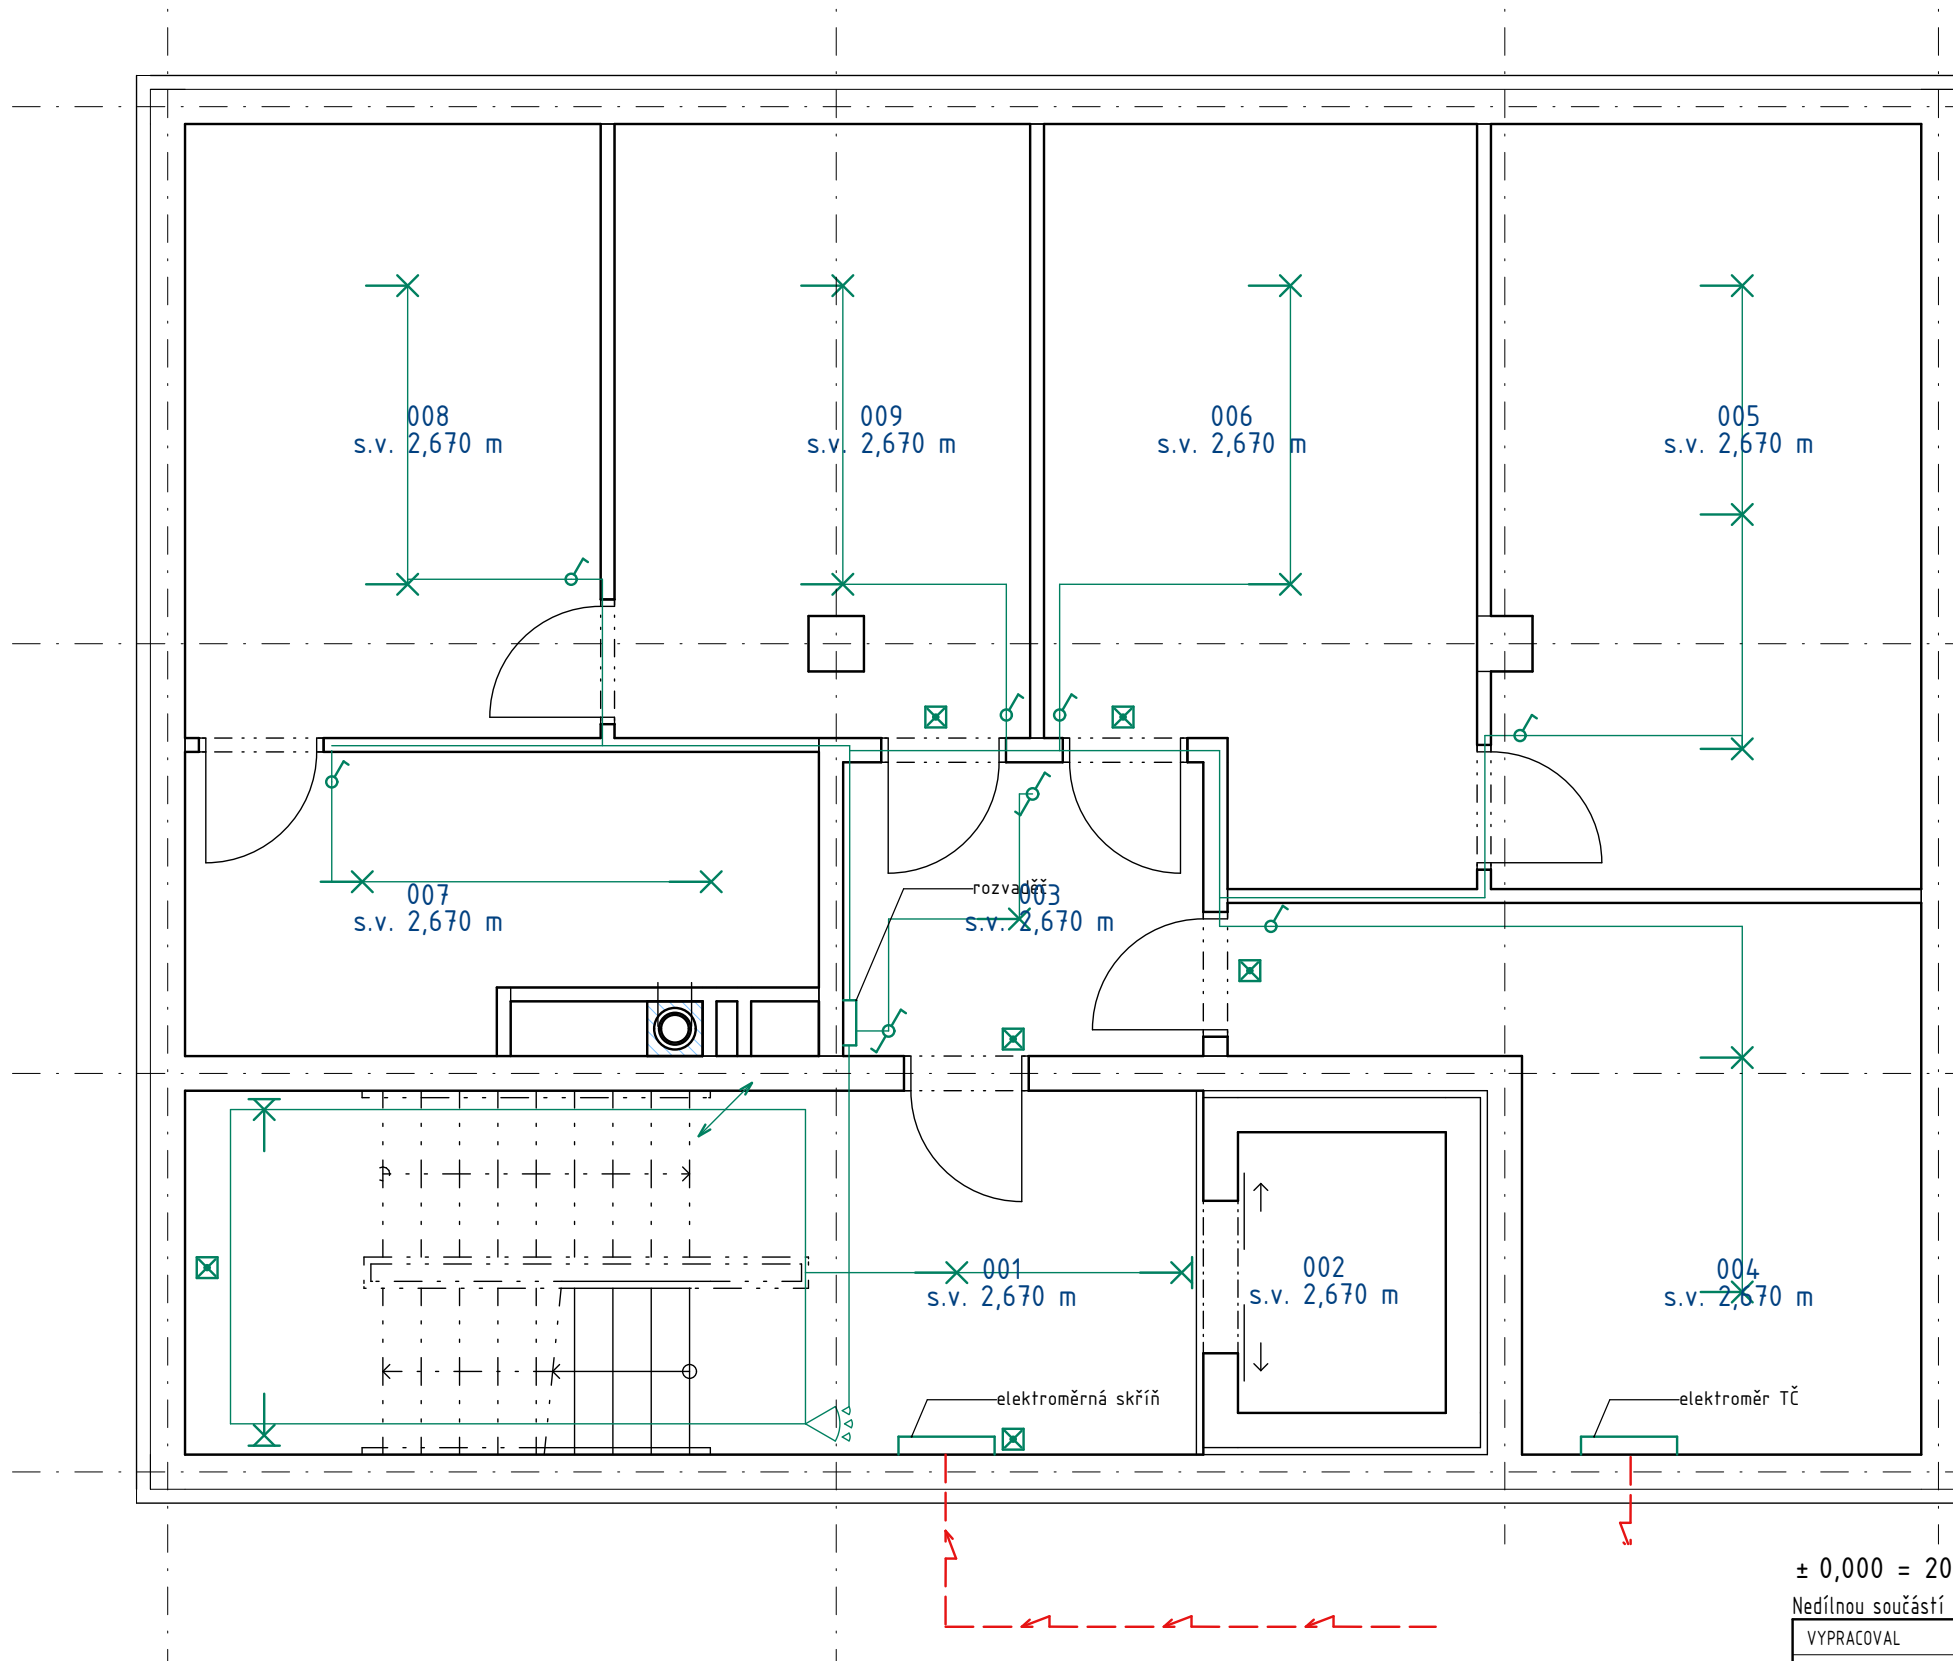 008
s.v. 2,670 m
009
s.v. 2,670 m
006
s.v. 2,670 m
005
s.v. 2,670 m
007
s.v. 2,670 m
rozvaděč
003
s.v. 2,670 m
001
s.v. 2,670 m
002
s.v. 2,670 m
004
s.v. 2,670 m
elektroměrná skříň
elektroměr TČ
± 0,000 = 20
Nedílnou součástí
VYPRACOVAL